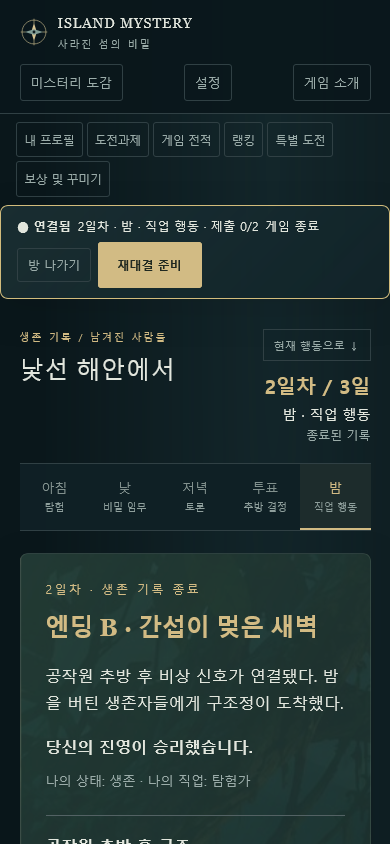 ISLAND MYSTERY
사라진 섬의 비밀
미스터리 도감
설정
게임 소개
내 프로필
도전과제
게임 전적
랭킹
특별 도전
보상 및 꾸미기
연결됨 2일차 · 밤 · 직업 행동 · 제출 0/2 게임 종료
방 나가기
재대결 준비
생존 기록 / 남겨진 사람들
낯선 해안에서
현재 행동으로 ↓
2일차 / 3일
밤 · 직업 행동
종료된 기록
아침
탐험
낮
비밀 임무
저녁
토론
투표
추방 결정
밤
직업 행동
2일차 · 생존 기록 종료
엔딩 B · 간섭이 멎은 새벽
공작원 추방 후 비상 신호가 연결됐다. 밤
을 버틴 생존자들에게 구조정이 도착했다.
당신의 진영이 승리했습니다.
나의 상태: 생존 · 나의 직업: 탐험가
공작원 추방 후 구조